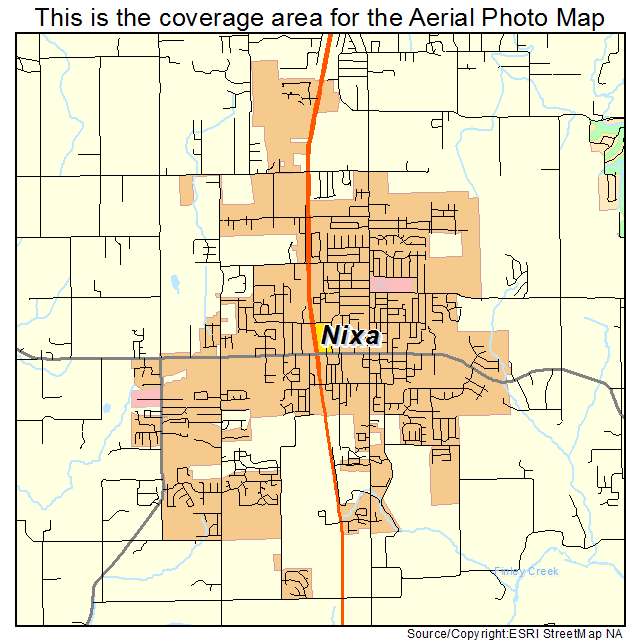 This is the coverage area for the Aerial Photo Map
Nixa
Finley Creek
Source/Copyright:ESRI StreetMap NA